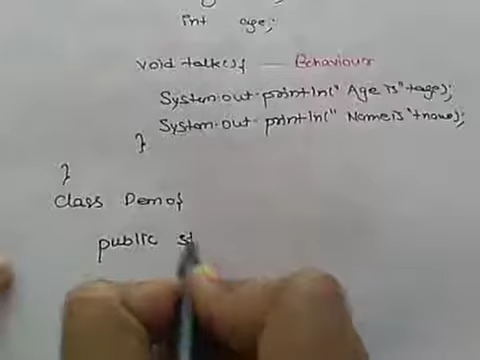 int age;
void talk(){ Behaviour
System.out.println(" Age is"+age);
System.out.println(" Name is"+name);
}
}
Class Demo{
public st